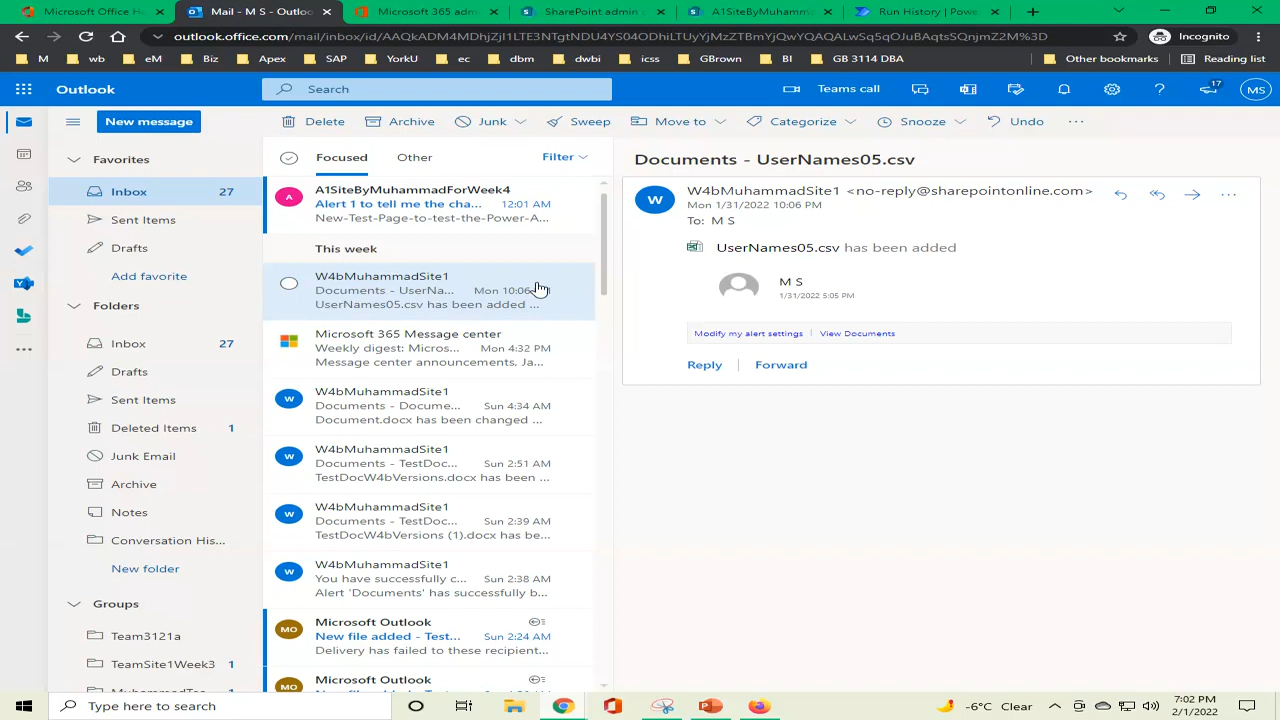 Microsoft Office H
Mail - M S - Outloo
Microsoft 365 adm
SharePoint admin c
A1SiteByMuhamm
Run History | Powe
outlook.office.com/mail/inbox/id/
Incognito
M
wb
eM
Biz
Apex
SAP
YorkU
ec
dbm
dwbi
icss
GBrown
BI
GB 3114 DBA
Other bookmarks
Reading list
Outlook
Search
Teams call
17
MS
New message
Delete
Archive
Junk
Sweep
Move to
Categorize
Snooze
Undo
Favorites
Inbox 27
Sent Items
Drafts
Add favorite
Folders
Inbox 27
Drafts
Sent Items
Deleted Items 1
Junk Email
Archive
Notes
Conversation His...
New folder
Groups
Team3121a
TeamSite1Week3 1
Focused
Other
Filter
A
A1SiteByMuhammadForWeek4
Alert 1 to tell me the cha... 12:01 AM
New-Test-Page-to-test-the-Power-A...
This week
W4bMuhammadSite1
Documents - UserNa... Mon 10:06
UserNames05.csv has been added ...
Microsoft 365 Message center
Weekly digest: Micros... Mon 4:32 PM
Message center announcements, Ja...
W
W4bMuhammadSite1
Documents - Docume... Sun 4:34 AM
Document.docx has been changed ...
W
W4bMuhammadSite1
Documents - TestDoc... Sun 2:51 AM
TestDocW4bVersions.docx has been ...
W
W4bMuhammadSite1
Documents - TestDoc... Sun 2:39 AM
TestDocW4bVersions (1).docx has be...
W
W4bMuhammadSite1
You have successfully c... Sun 2:38 AM
Alert 'Documents' has successfully b...
MO
Microsoft Outlook
New file added - Test... Sun 2:24 AM
Delivery has failed to these recipient...
MO
Microsoft Outlook
Documents - UserNames05.csv
W
W4bMuhammadSite1 <no-reply@sharepointonline.com>
Mon 1/31/2022 10:06 PM
To: M S
UserNames05.csv has been added
M S
1/31/2022 5:05 PM
Modify my alert settings | View Documents
Reply | Forward
Type here to search
-6°C Clear
7:02 PM
2/1/2022